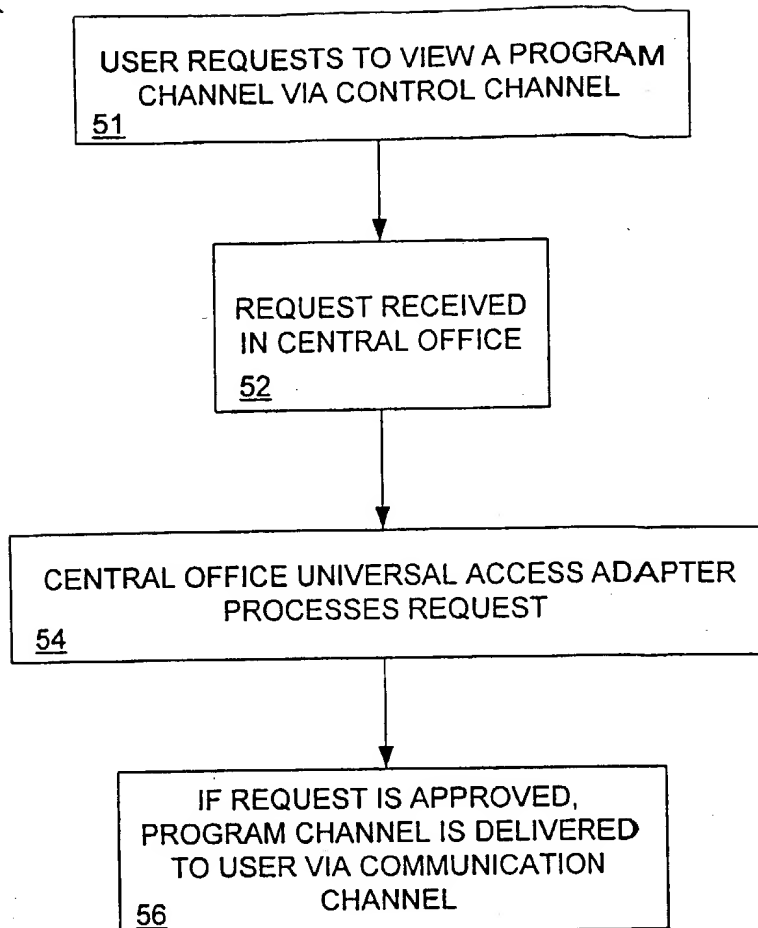 USER REQUESTS TO VIEW A PROGRAM
CHANNEL VIA CONTROL CHANNEL
51
REQUEST RECEIVED
IN CENTRAL OFFICE
52
CENTRAL OFFICE UNIVERSAL ACCESS ADAPTER
PROCESSES REQUEST
54
IF REQUEST IS APPROVED,
PROGRAM CHANNEL IS DELIVERED
TO USER VIA COMMUNICATION
CHANNEL
56